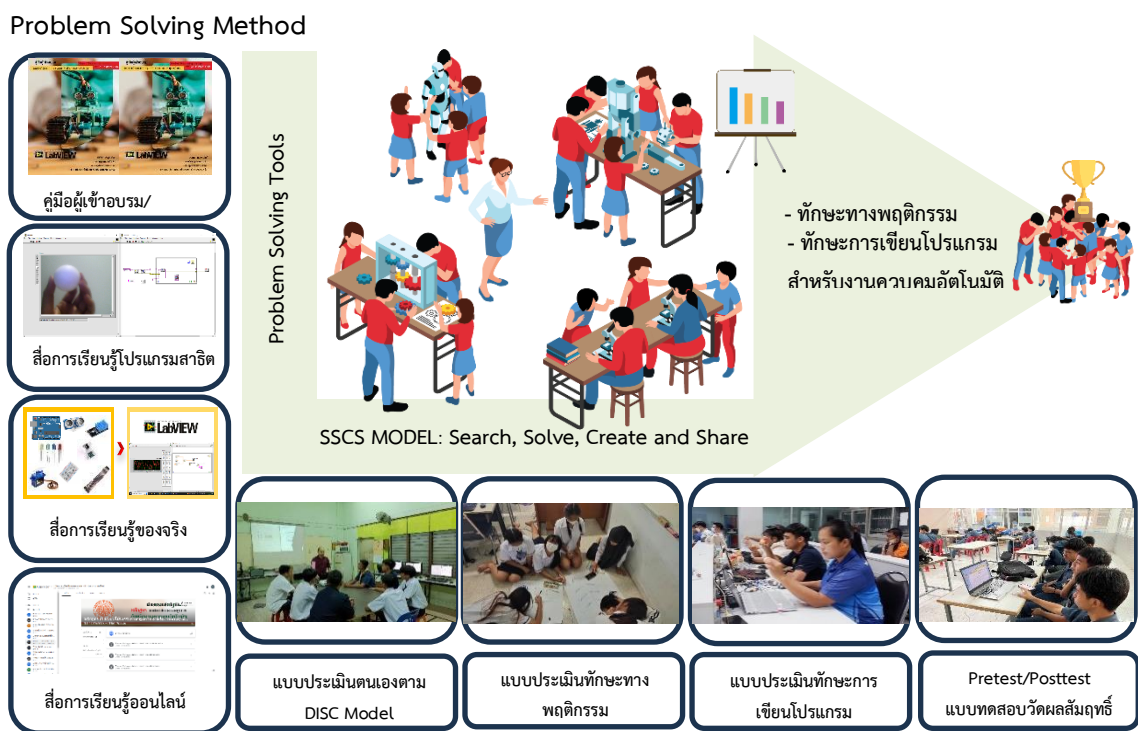 Problem Solving Method
LabVIEW
LabVIEW
คู่มือผู้เข้าอบรม/
สื่อการเรียนรู้โปรแกรมสาธิต
LabVIEW
สื่อการเรียนรู้ของจริง
สื่อการเรียนรู้ออนไลน์
Problem Solving Tools
SSCS MODEL: Search, Solve, Create and Share
- ทักษะทางพฤติกรรม
- ทักษะการเขียนโปรแกรม
สำหรับงานควบคมอัตโนมัติ
แบบประเมินตนเองตาม
DISC Model
แบบประเมินทักษะทาง
พฤติกรรม
แบบประเมินทักษะการ
เขียนโปรแกรม
Pretest/Posttest
แบบทดสอบวัดผลสัมฤทธิ์